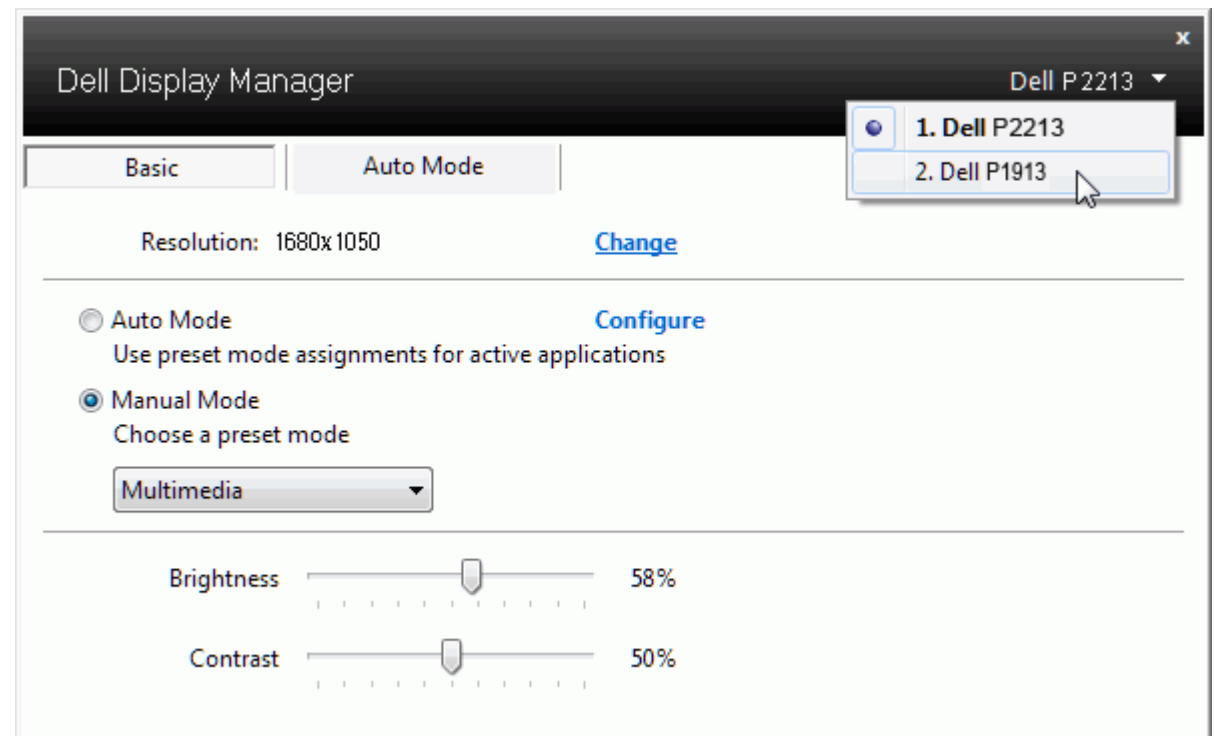 x
Dell Display Manager
Dell P2213
1. Dell P2213
2. Dell P1913
Basic Auto Mode
Resolution: 1680x1050 Change
Auto Mode Configure
Use preset mode assignments for active applications
Manual Mode
Choose a preset mode
Multimedia
Brightness 58%
Contrast 50%